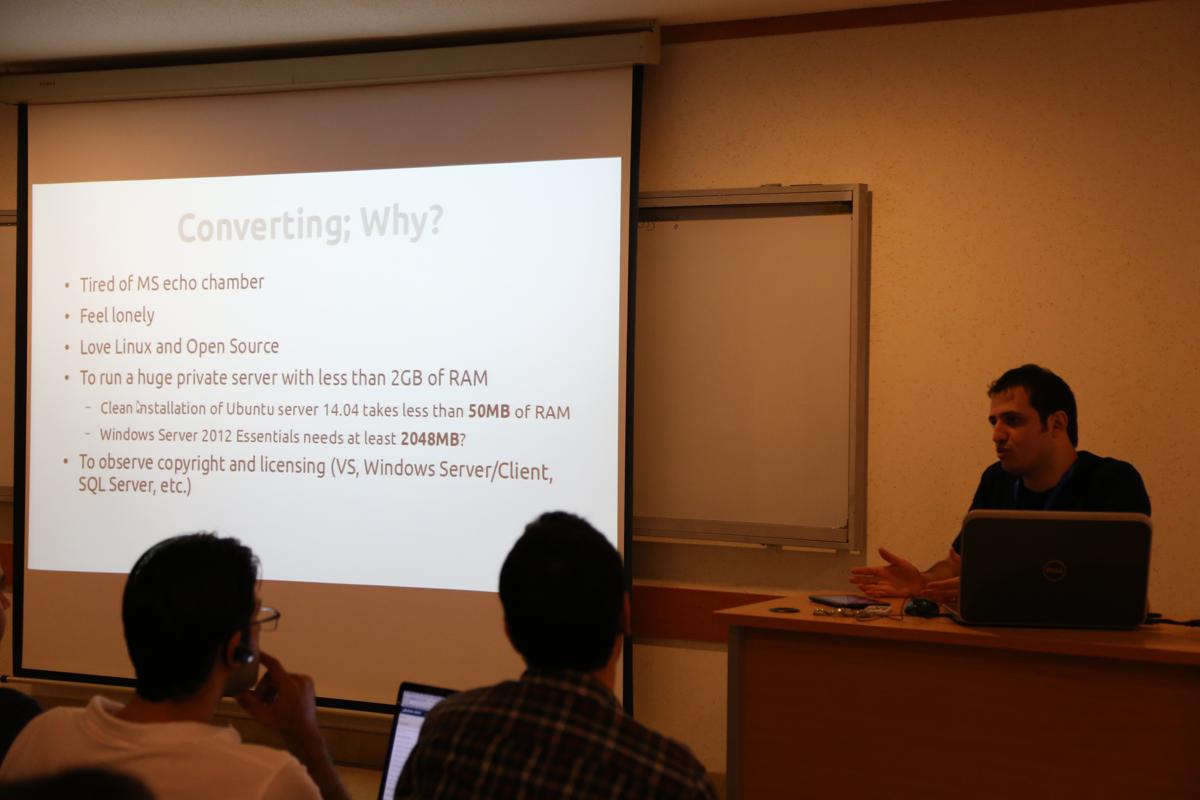 Converting; Why?
• Tired of MS echo chamber
• Feel lonely
• Love Linux and Open Source
• To run a huge private server with less than 2GB of RAM
– Clean installation of Ubuntu server 14.04 takes less than 50MB of RAM
– Windows Server 2012 Essentials needs at least 2048MB?
• To observe copyright and licensing (VS, Windows Server/Client,
SQL Server, etc.)
DELL